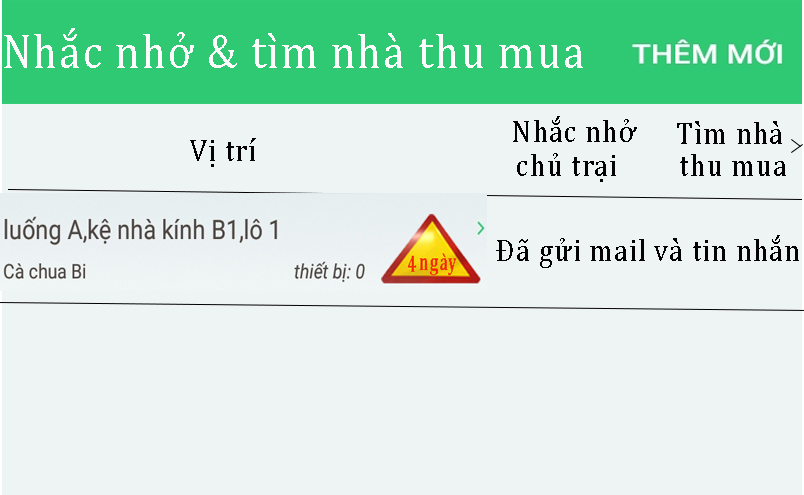 Nhắc nhở & tìm nhà thu mua THÊM MỚI
Vị trí
Nhắc nhở
chủ trại
Tìm nhà
thu mua
luống A,kệ nhà kính B1,lô 1
Cà chua Bi thiết bị: 0
4 ngày
Đã gửi mail và tin nhắn